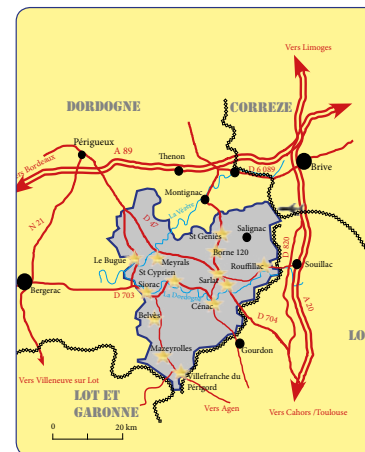 Vers Limoges
DORDOGNE
CORREZE
Périgueux
A 89
Vers Bordeaux
Thenon
D 6 089
Brive
Montignac
La Vézère
N 21
D 47
St Geniès
Salignac
Borne 120
D 820
Le Bugue
Meyrals
Rouffillac
Souillac
St Cyprien
Siorac
Sarlat
Bergerac
D 703
La Dordogne
Cénac
A 20
Belvès
D 704
LO
Mazeyrolles
Gourdon
Vers Villeneuve sur Lot
Villefranche du
Périgord
LOT ET
GARONNE
Vers Agen
Vers Cahors /Toulouse
0 20 km